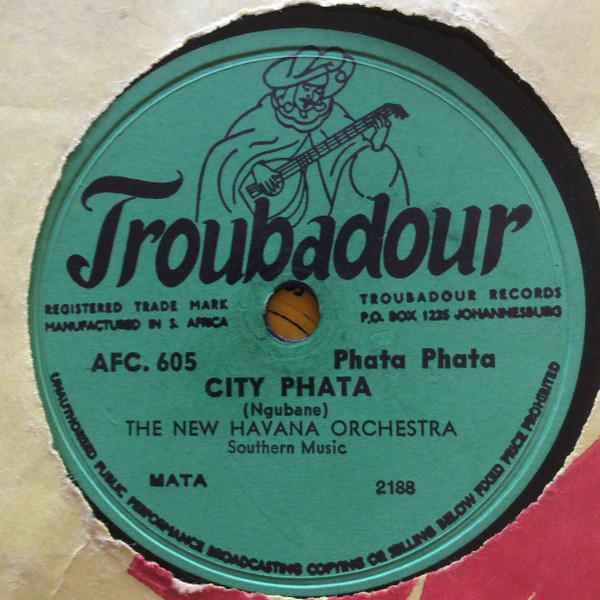 Troubadour
REGISTERED TRADE MARK
MANUFACTURED IN S. AFRICA
TROUBADOUR RECORDS
P.O. BOX 1225 JOHANNESBURG
AFC. 605
Phata Phata
CITY PHATA
(Ngubane)
THE NEW HAVANA ORCHESTRA
Southern Music
MATA
2188
UNAUTHORISED PUBLIC PERFORMANCE BROADCASTING COPYING OR SELLING BELOW FIXED PRICE PROHIBITED